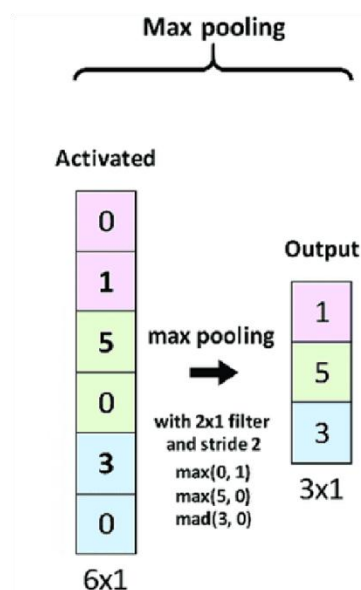 Max pooling
Activated
0
1
5
0
3
0
6x1
max pooling
with 2x1 filter
and stride 2
max(0, 1)
max(5, 0)
mad(3, 0)
Output
1
5
3
3x1